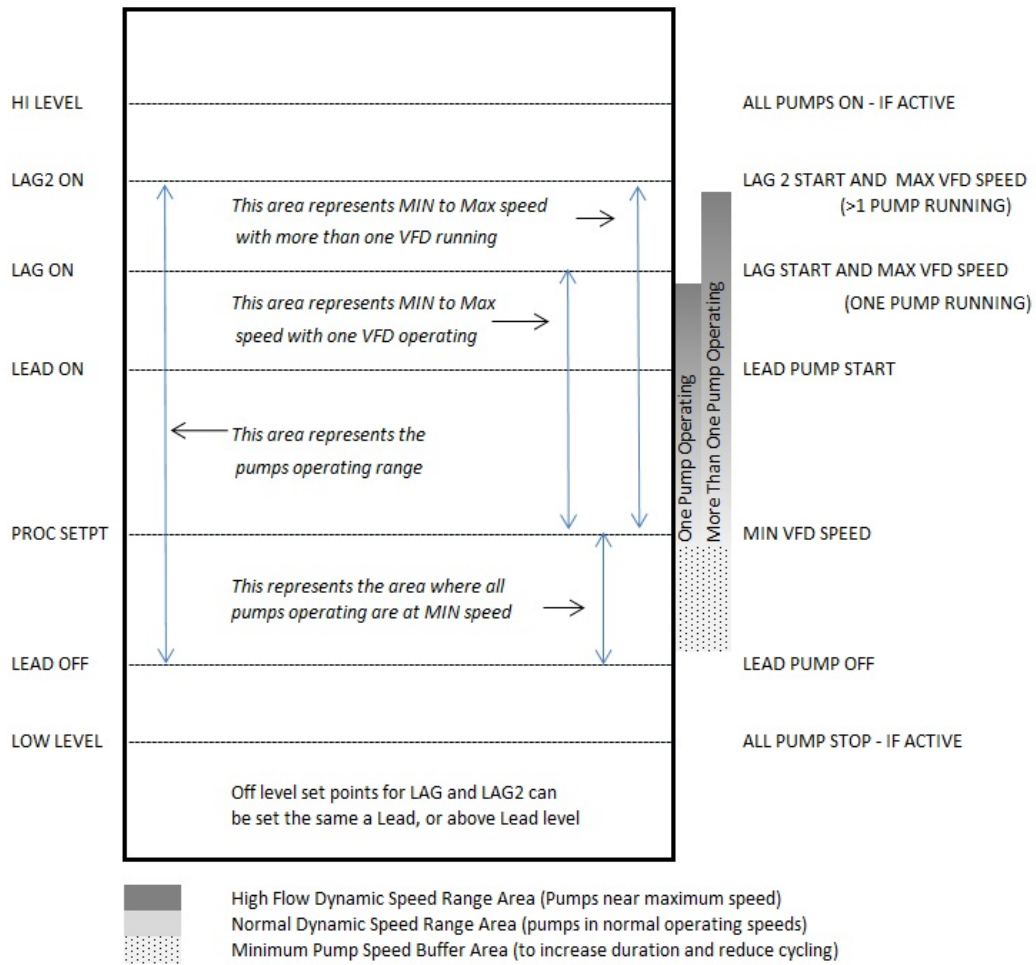 HI LEVEL
ALL PUMPS ON - IF ACTIVE
LAG2 ON
LAG 2 START AND MAX VFD SPEED
(>1 PUMP RUNNING)
This area represents MIN to Max speed
with more than one VFD running
LAG ON
LAG START AND MAX VFD SPEED
(ONE PUMP RUNNING)
This area represents MIN to Max
speed with one VFD operating
LEAD ON
LEAD PUMP START
This area represents the
pumps operating range
One Pump Operating
More Than One Pump Operating
PROC SETPT
MIN VFD SPEED
This represents the area where all
pumps operating are at MIN speed
LEAD OFF
LEAD PUMP OFF
LOW LEVEL
ALL PUMP STOP - IF ACTIVE
Off level set points for LAG and LAG2 can
be set the same a Lead, or above Lead level
High Flow Dynamic Speed Range Area (Pumps near maximum speed)
Normal Dynamic Speed Range Area (pumps in normal operating speeds)
Minimum Pump Speed Buffer Area (to increase duration and reduce cycling)